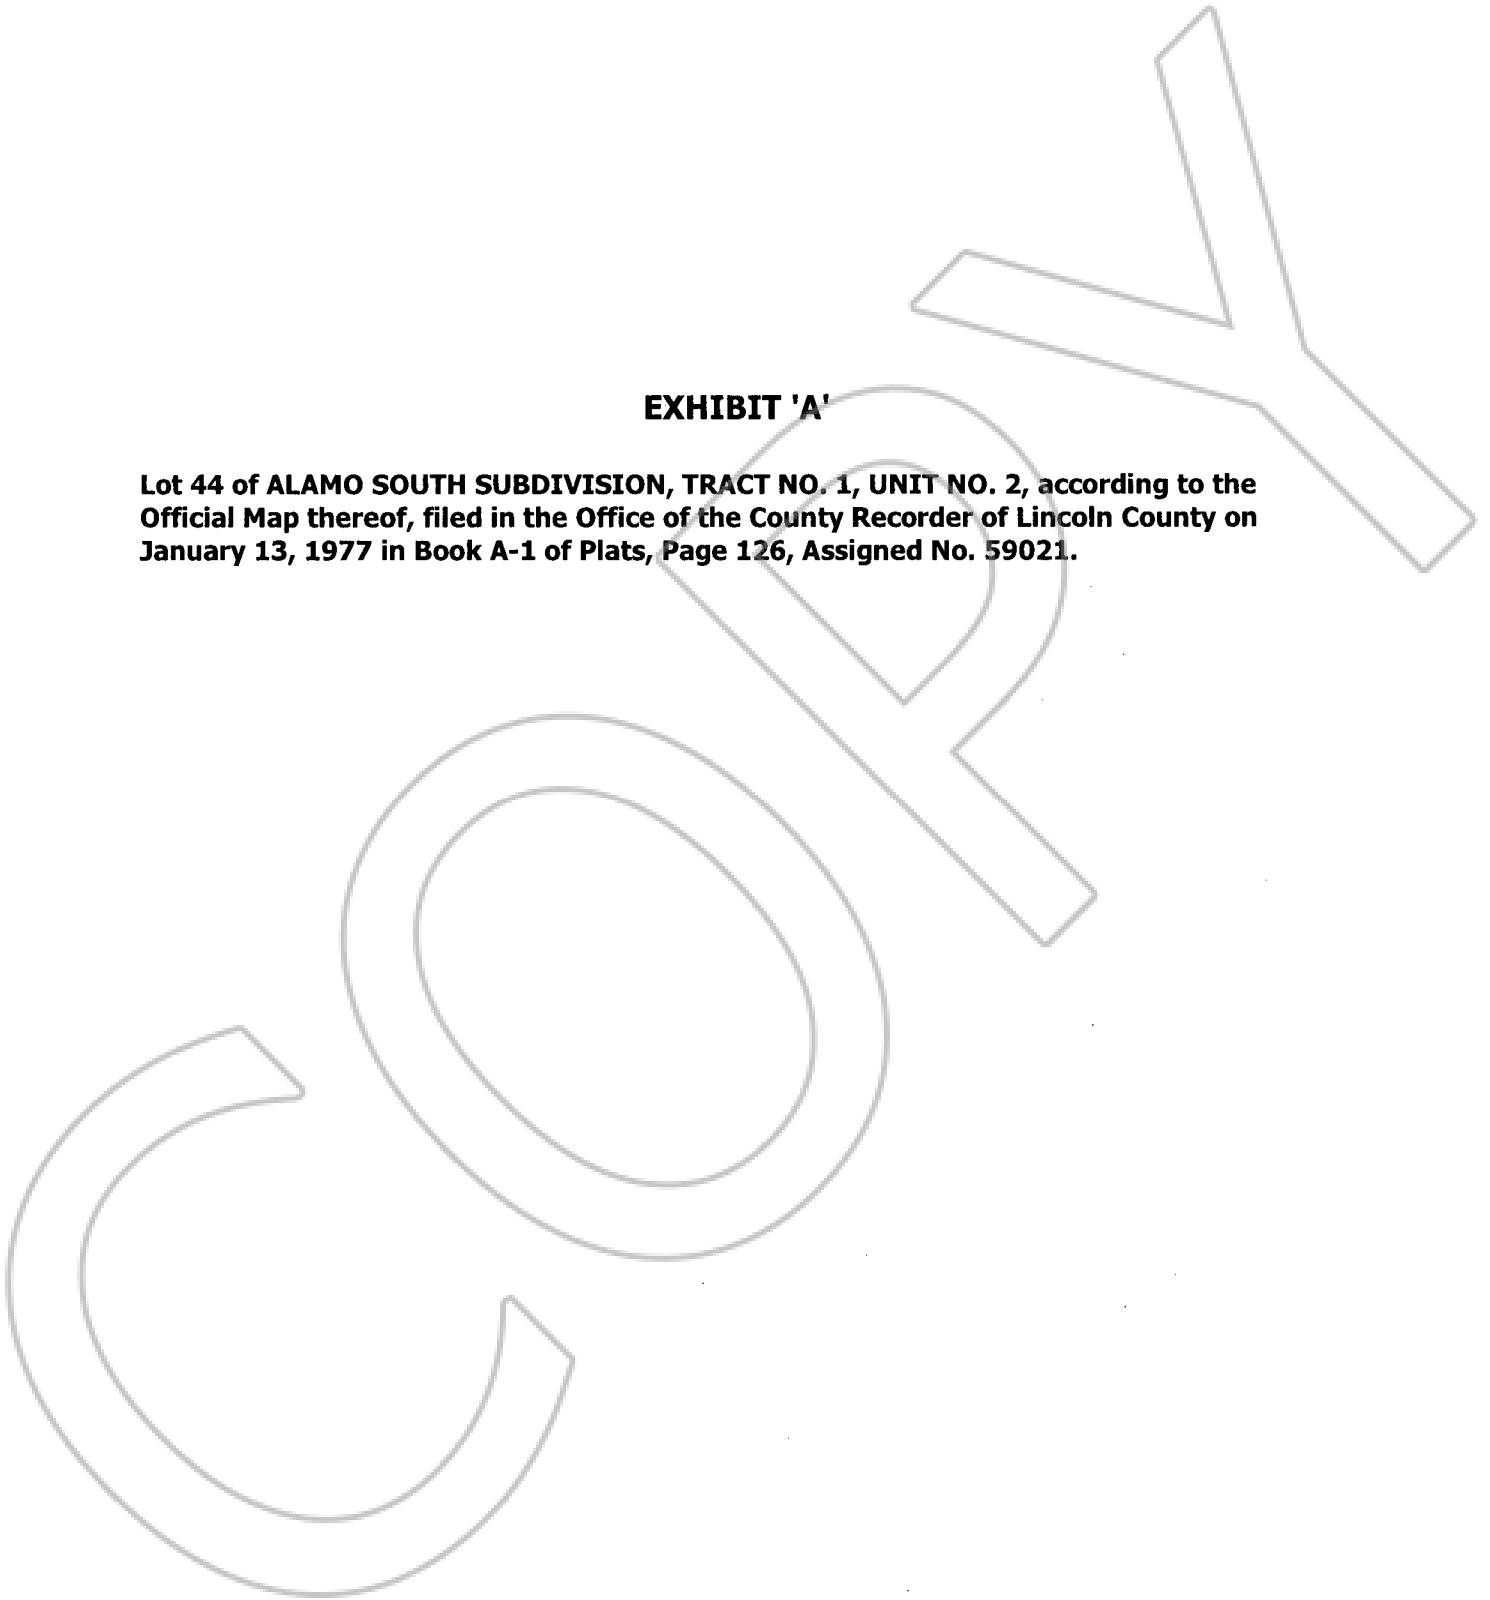 EXHIBIT 'A'
Lot 44 of ALAMO SOUTH SUBDIVISION, TRACT NO. 1, UNIT NO. 2, according to the
Official Map thereof, filed in the Office of the County Recorder of Lincoln County on
January 13, 1977 in Book A-1 of Plats, Page 126, Assigned No. 59021.
COPY